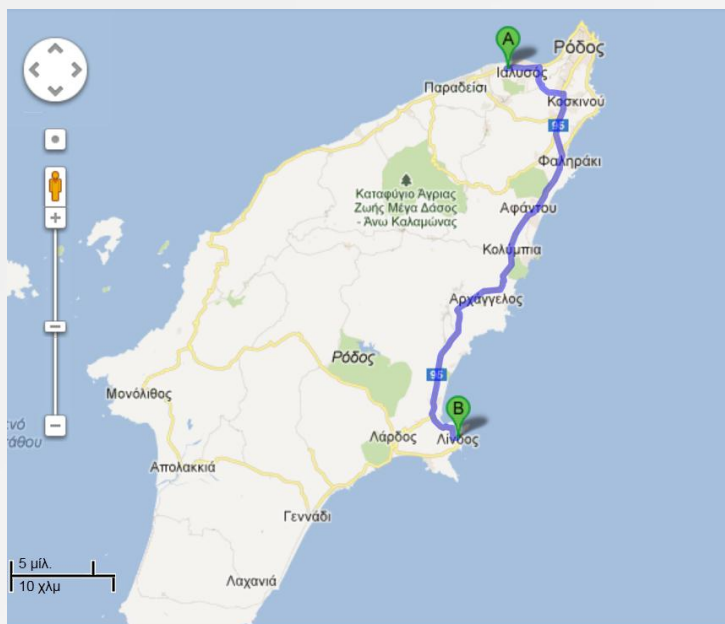 A
Ρόδος
Ιαλυσός
Παραδείσι
Κοσκινού
95
Φαληράκι
Καταφύγιο Άγριας
Ζωής Μέγα Δάσος
- Άνω Καλαμώνας
Αφάντου
Κολύμπια
Αρχάγγελος
Ρόδος
95
Μονόλιθος
B
Λάρδος
Λίνδος
Απολακκιά
Γεννάδι
5 μίλ.
10 χλμ
Λαχανιά